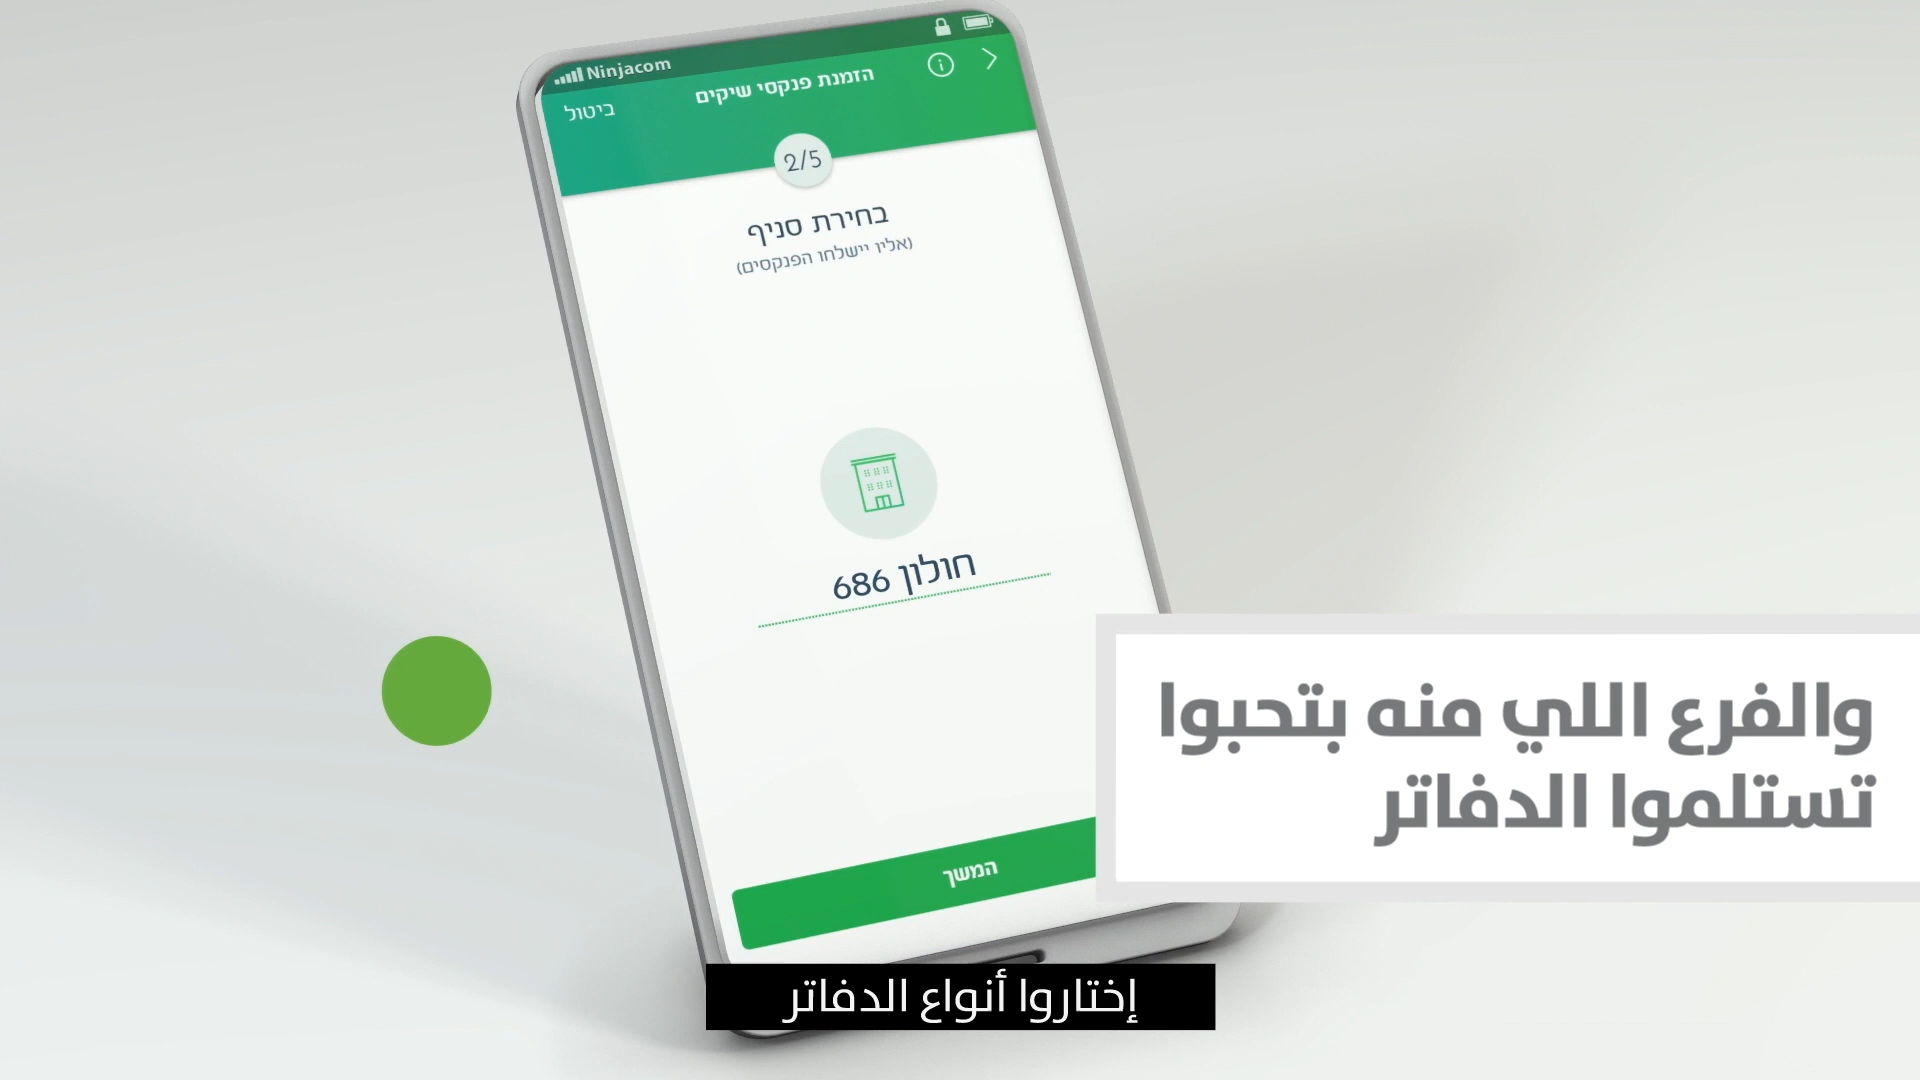 Ninjacom
הזמנת פנקסי שיקים
ביטול
2/5
בחירת סניף
(אליו יישלחו הפנקסים)
חולון 686
המשך
والفرع اللي منه بتحبوا
تستلموا الدفاتر
إختاروا أنواع الدفاتر